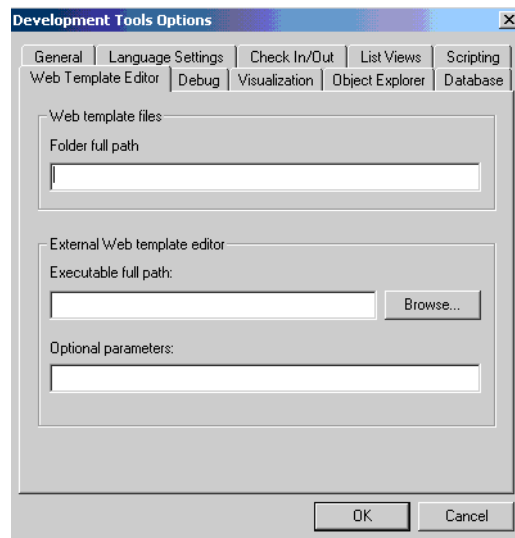 Development Tools Options
General Language Settings Check In/Out List Views Scripting
Web Template Editor Debug Visualization Object Explorer Database
Web template files
Folder full path
External Web template editor
Executable full path:
Browse...
Optional parameters:
OK Cancel